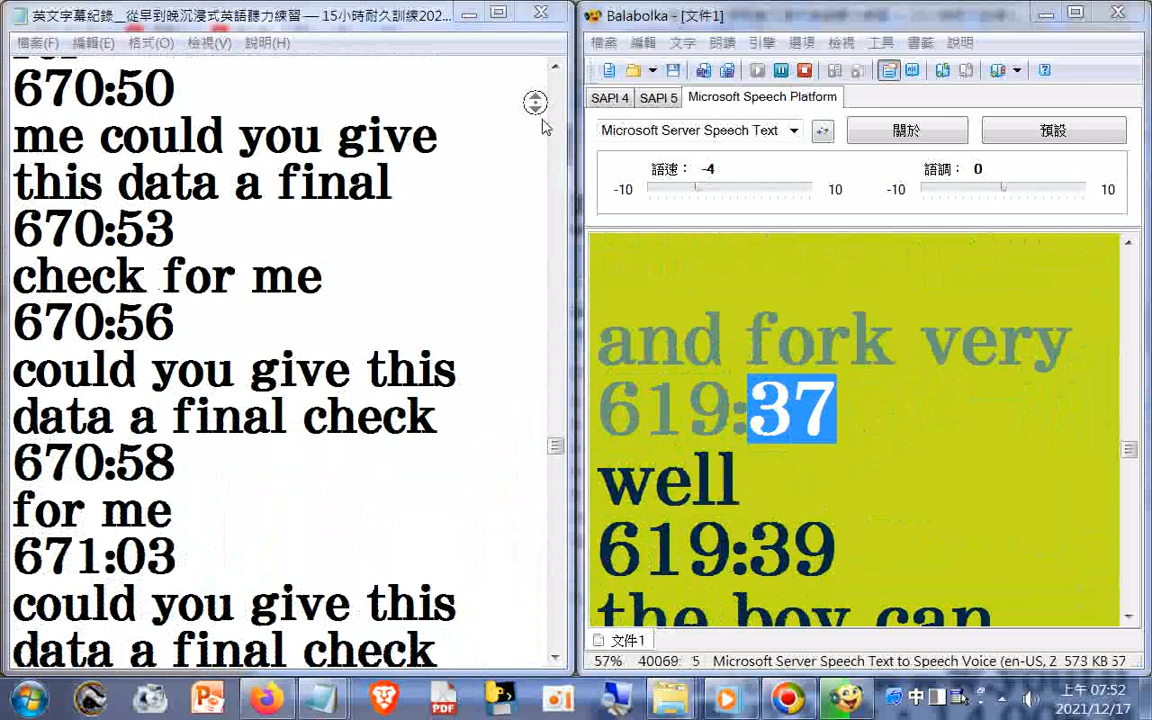 英文字幕紀錄__從早到晚沉浸式英語聽力練習 — 15小時耐久訓練202...
檔案(F) 編輯(E) 格式(O) 檢視(V) 說明(H)
670:50
me could you give
this data a final
670:53
check for me
670:56
could you give this
data a final check
670:58
for me
671:03
could you give this
data a final check
Balabolka - [文件1]
檔案 編輯 文字 朗讀 引擎 選項 檢視 工具 書籤 說明
SAPI 4 SAPI 5 Microsoft Speech Platform
Microsoft Server Speech Text 關於 預設
語速： -4 語調： 0
-10 10 -10 10
and fork very
619:37
well
619:39
the boy can
文件1
57% 40069: 5 Microsoft Server Speech Text to Speech Voice (en-US, 2 573 KB 57
PDF 中 上午 07:52
2021/12/17